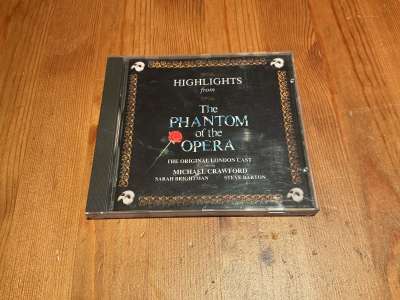 HIGHLIGHTS
from
The
PHANTOM
of the
OPERA
THE ORIGINAL LONDON CAST
MICHAEL CRAWFORD
SARAH BRIGHTMAN STEVE BARTON